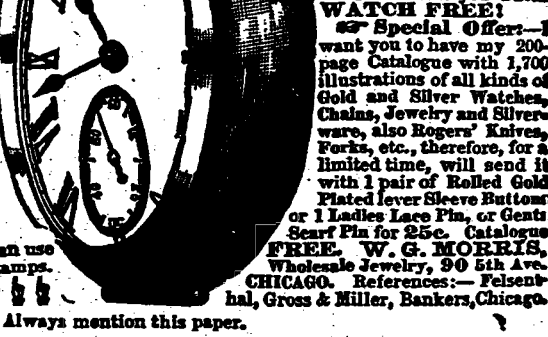 WATCH FREE!
☞ Special Offer:—I
want you to have my 200-
page Catalogue with 1,700
illustrations of all kinds of
Gold and Silver Watches,
Chains, Jewelry and Silver-
ware, also Rogers' Knives,
Forks, etc., therefore, for a
limited time, will send it
with 1 pair of Rolled Gold
Plated lever Sleeve Buttons
or 1 Ladies Lace Pin, or Gents
Scarf Pin for 25c. Catalogue
an use FREE. W. G. MORRIS,
amps. Wholesale Jewelry, 90 5th Ave.
CHICAGO. References:— Felsent-
hal, Gross & Miller, Bankers, Chicago.
Always mention this paper.